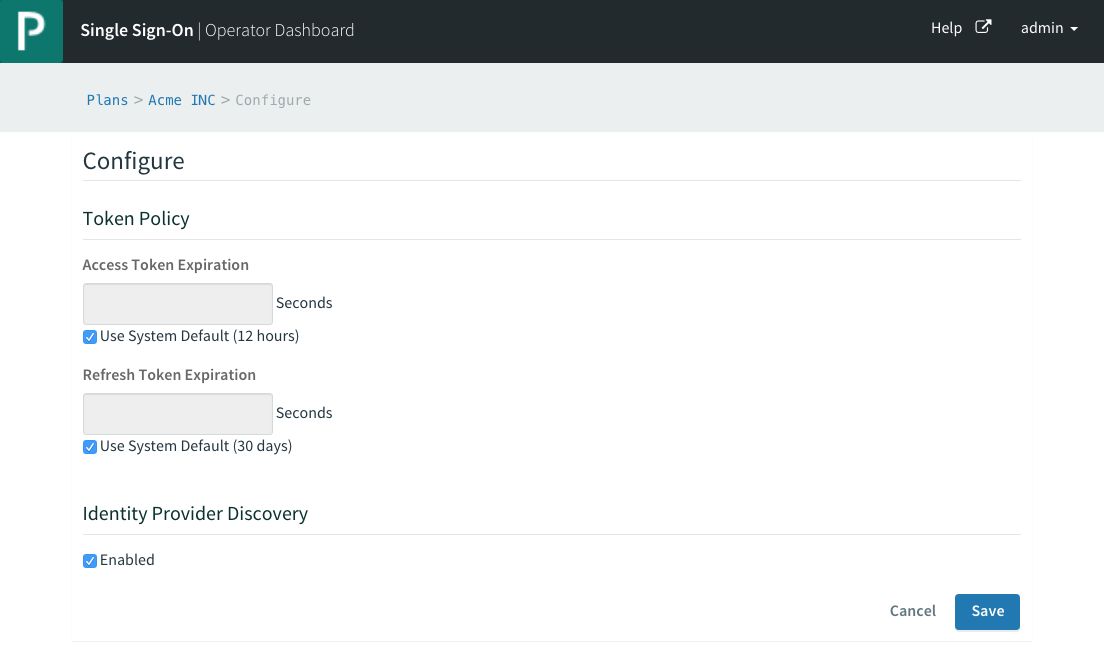 P
Single Sign-On | Operator Dashboard
Help admin
Plans > Acme INC > Configure
Configure
Token Policy
Access Token Expiration
Seconds
Use System Default (12 hours)
Refresh Token Expiration
Seconds
Use System Default (30 days)
Identity Provider Discovery
Enabled
Cancel Save